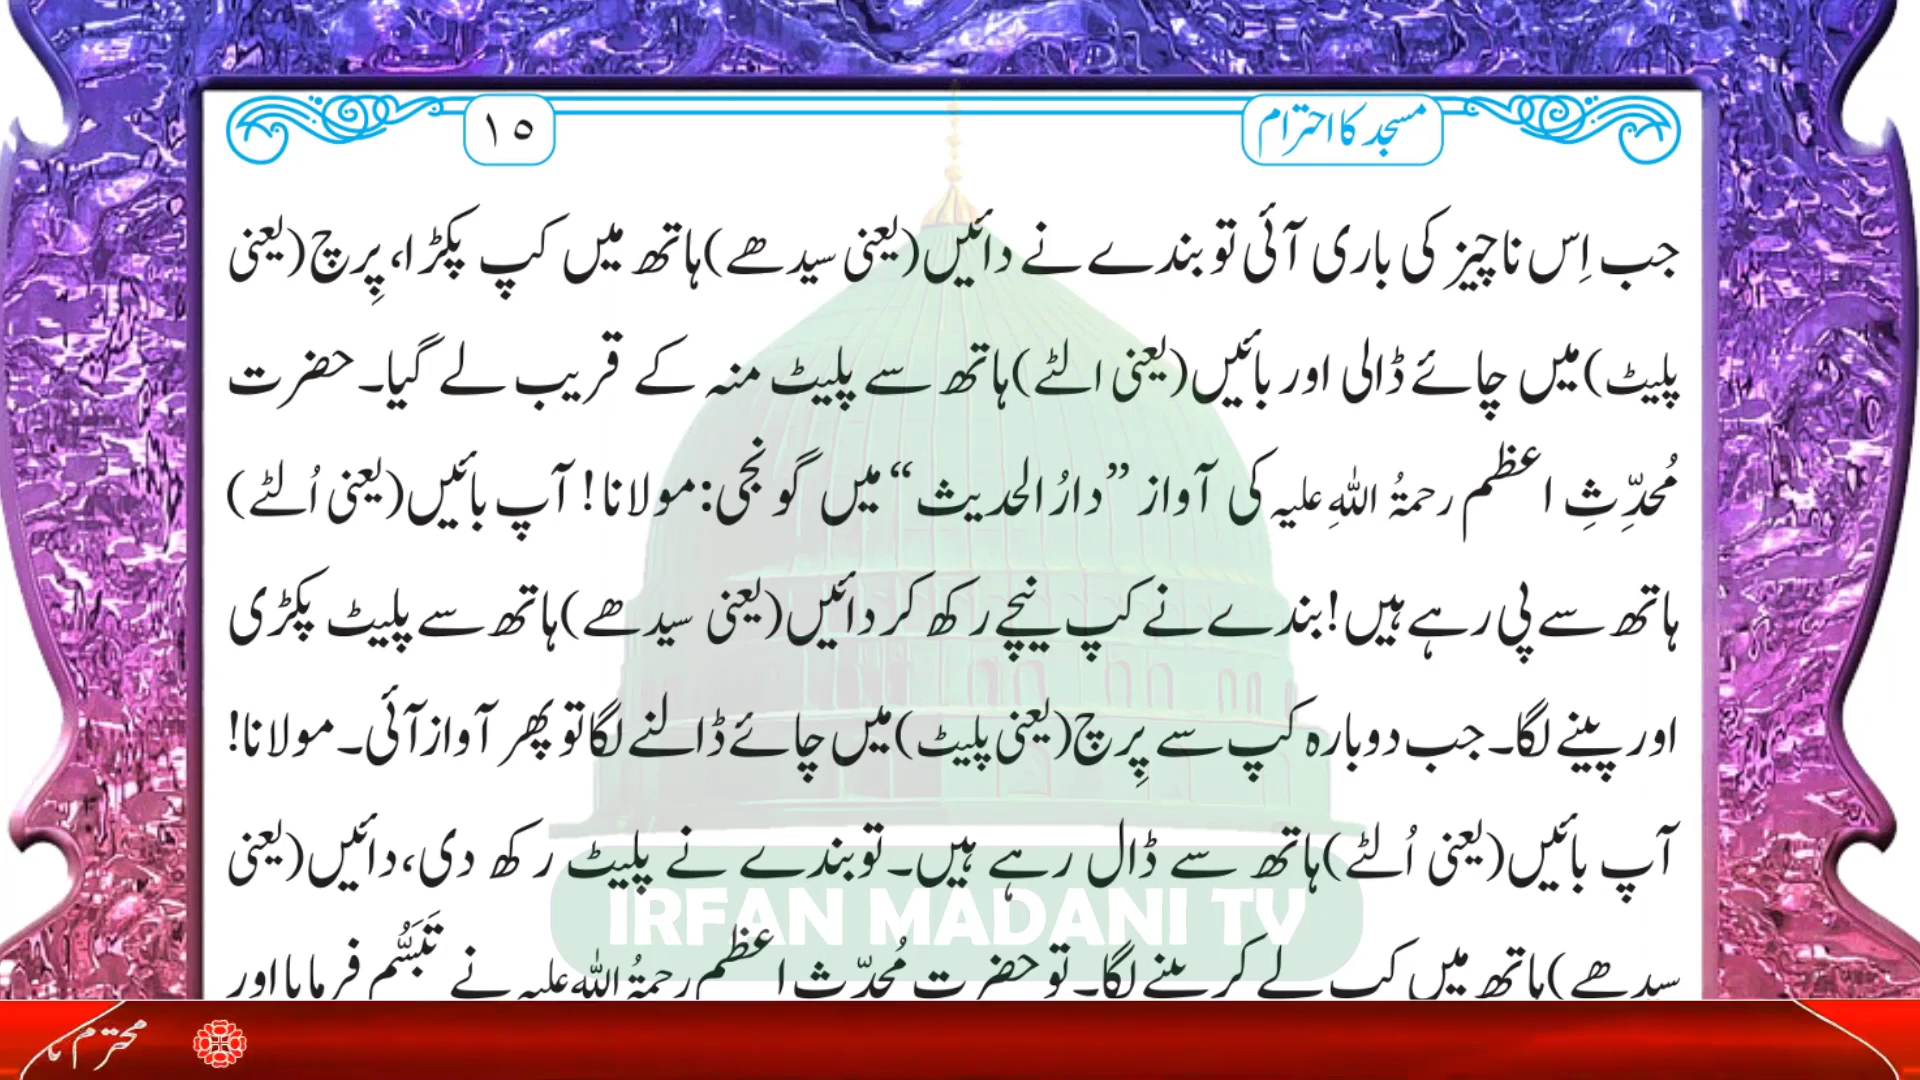 مسجد کا احترام
١٥
جب اِس ناچیز کی باری آئی تو بندے نے دائیں (یعنی سیدھے) ہاتھ میں کپ پکڑا، پِرچ (یعنی
پلیٹ) میں چائے ڈالی اور بائیں (یعنی الٹے) ہاتھ سے پلیٹ منہ کے قریب لے گیا۔ حضرت
مُحدِّثِ اعظم رحمۃُ اللہِ علیہ کی آواز ”دارُ الحدیث“ میں گونجی: مولانا! آپ بائیں (یعنی اُلٹے)
ہاتھ سے پی رہے ہیں! بندے نے کپ نیچے رکھ کر دائیں (یعنی سیدھے) ہاتھ سے پلیٹ پکڑی
اور پینے لگا۔ جب دوبارہ کپ سے پِرچ (یعنی پلیٹ) میں چائے ڈالنے لگا تو پھر آواز آئی۔ مولانا!
آپ بائیں (یعنی اُلٹے) ہاتھ سے ڈال رہے ہیں۔ تو بندے نے پلیٹ رکھ دی، دائیں (یعنی
IRFAN MADANI TV
سیدھے) ہاتھ میں کپ لے کر پینے لگا۔ تو حضرت مُحدِّث اعظم رحمۃُ اللہ علیہ نے تَبَسُّم فرمایا اور
محترم